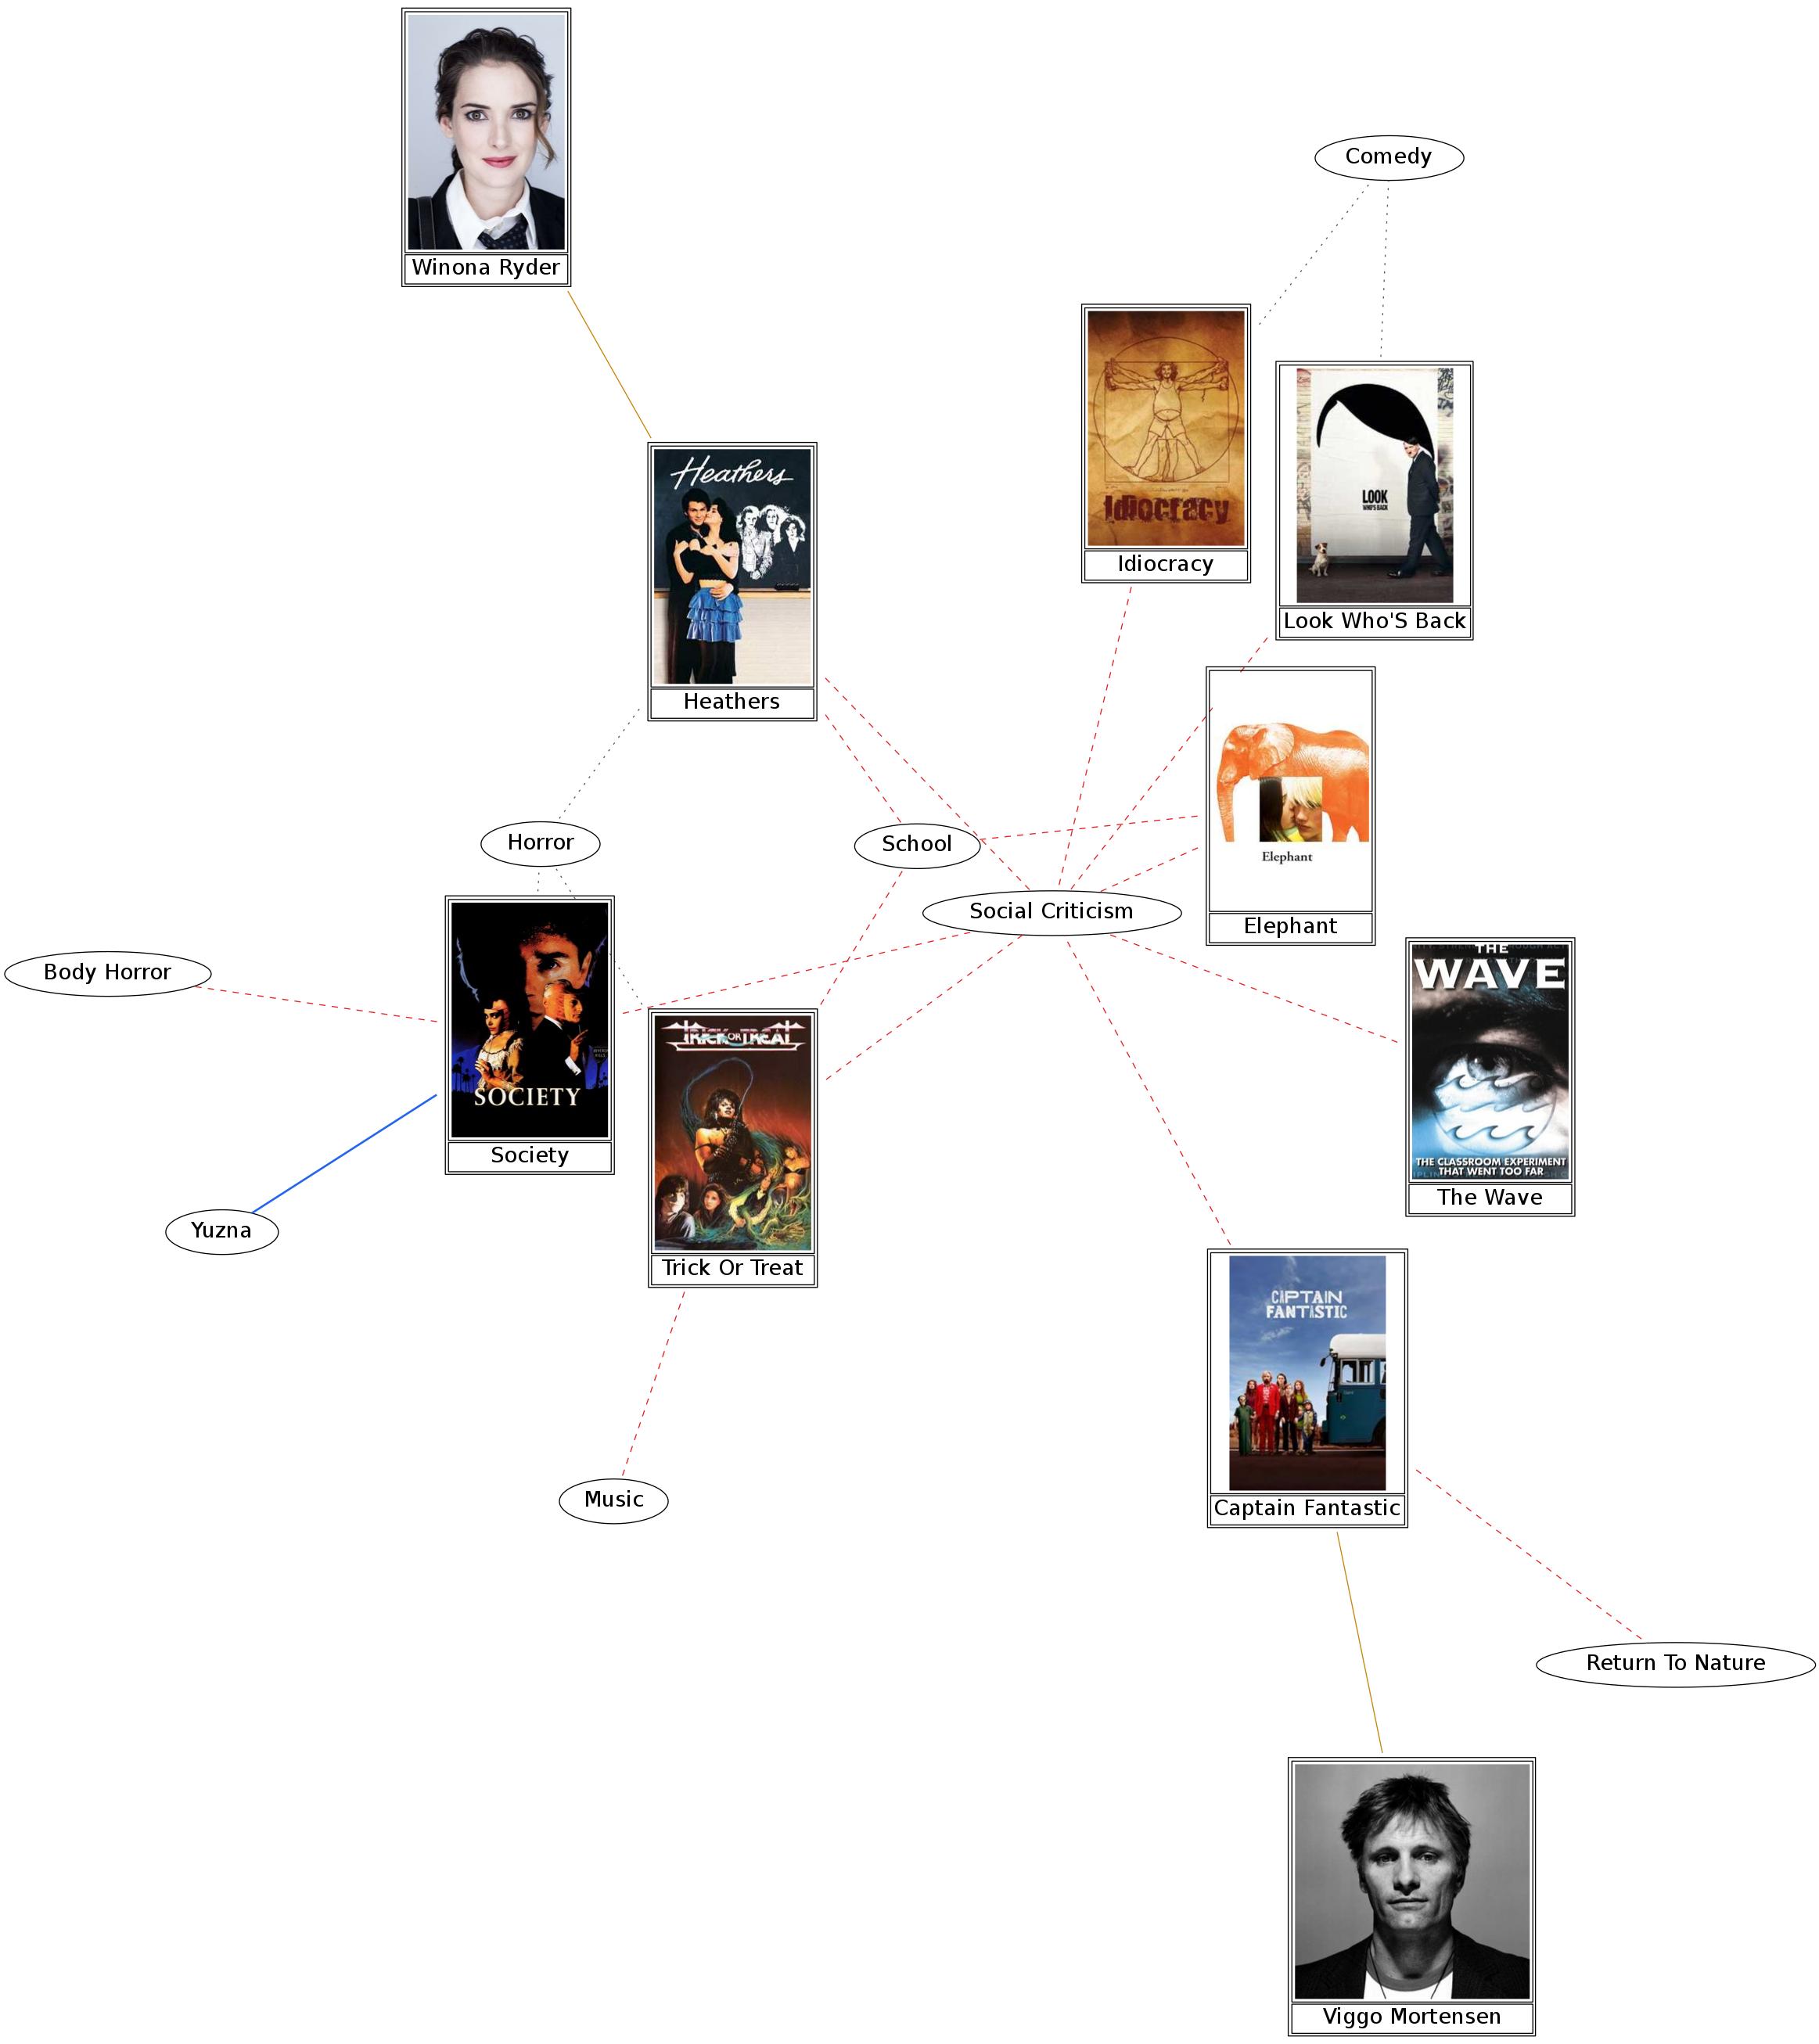 Winona Ryder
Comedy
Idiocracy
Idiocracy
LOOK
WHO'S BACK
Look Who'S Back
Heathers
Heathers
Elephant
Elephant
Horror
School
Social Criticism
Body Horror
SOCIETY
Society
THE
WAVE
THE CLASSROOM EXPERIMENT
THAT WENT TOO FAR
The Wave
TRICK OR TREAT
Trick Or Treat
Yuzna
CAPTAIN
FANTASTIC
Captain Fantastic
Music
Return To Nature
Viggo Mortensen